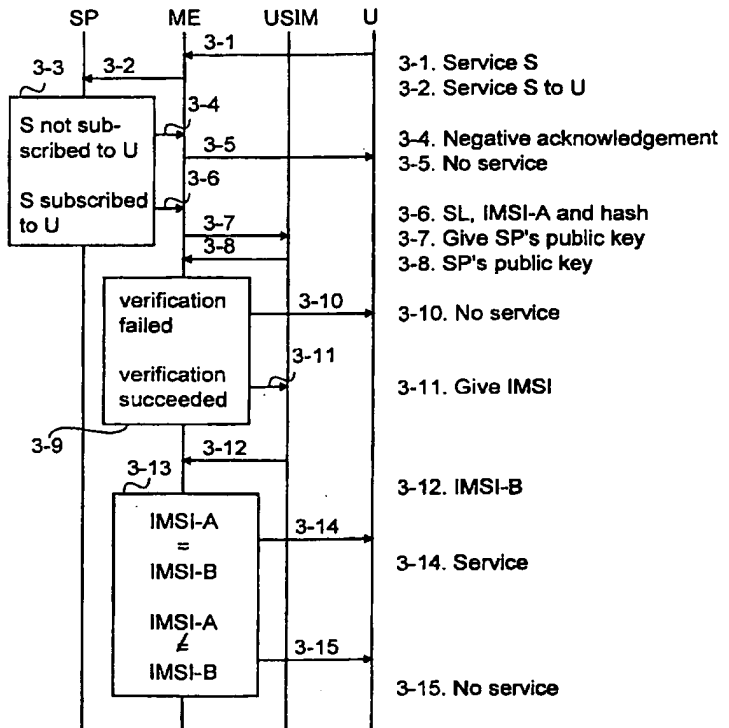 SP ME USIM U
3-1
3-1. Service S
3-3 3-2
3-2. Service S to U
3-4
S not sub-
scribed to U
3-4. Negative acknowledgement
3-5
3-5. No service
3-6
S subscribed
to U
3-6. SL, IMSI-A and hash
3-7
3-7. Give SP's public key
3-8
3-8. SP's public key
verification
failed
3-10
3-10. No service
3-11
verification
succeeded
3-11. Give IMSI
3-9
3-12
3-12. IMSI-B
3-13
IMSI-A
=
IMSI-B
3-14
3-14. Service
IMSI-A
≠
IMSI-B
3-15
3-15. No service